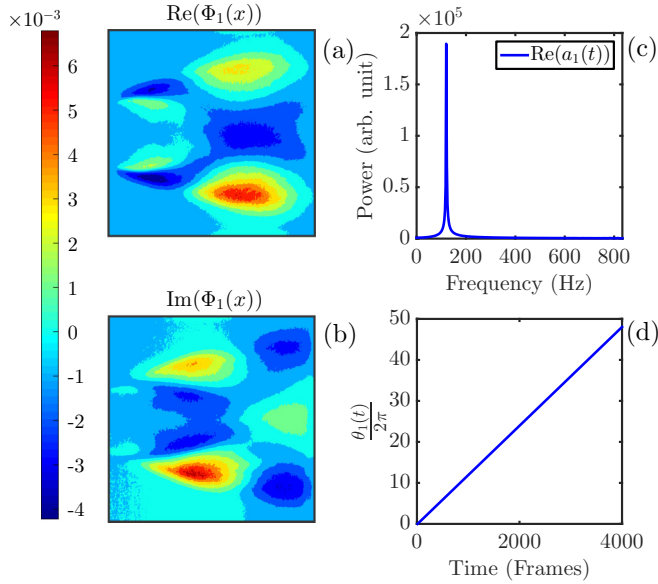 ×10⁻³
6
5
4
3
2
1
0
-1
-2
-3
-4
Re(Φ₁(x))
(a)
Im(Φ₁(x))
(b)
×10⁵
2
1.5
1
0.5
0
Power (arb. unit)
Re(a₁(t))
(c)
0 200 400 600 800
Frequency (Hz)
50
40
30
20
10
0
θ₁(t)
2π
(d)
0 2000 4000
Time (Frames)